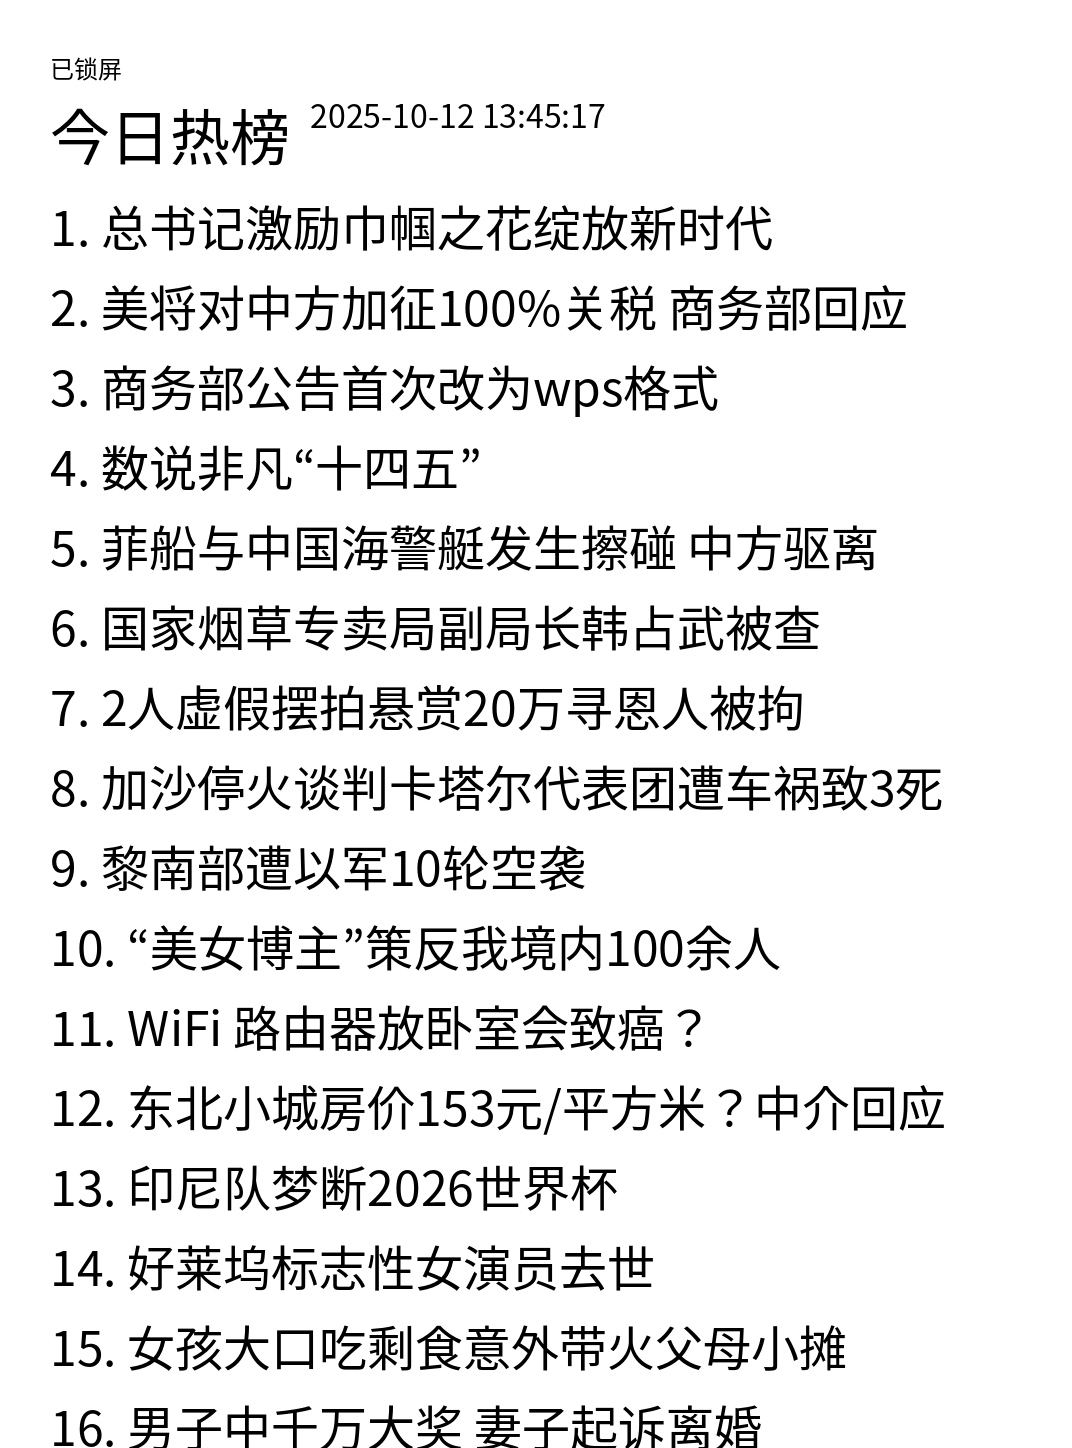 已锁屏
今日热榜 2025-10-12 13:45:17
1. 总书记激励巾帼之花绽放新时代
2. 美将对中方加征100%关税 商务部回应
3. 商务部公告首次改为wps格式
4. 数说非凡“十四五”
5. 菲船与中国海警艇发生擦碰 中方驱离
6. 国家烟草专卖局副局长韩占武被查
7. 2人虚假摆拍悬赏20万寻恩人被拘
8. 加沙停火谈判卡塔尔代表团遭车祸致3死
9. 黎南部遭以军10轮空袭
10. “美女博主”策反我境内100余人
11. WiFi 路由器放卧室会致癌？
12. 东北小城房价153元/平方米？中介回应
13. 印尼队梦断2026世界杯
14. 好莱坞标志性女演员去世
15. 女孩大口吃剩食意外带火父母小摊
16. 男子中千万大奖 妻子起诉离婚